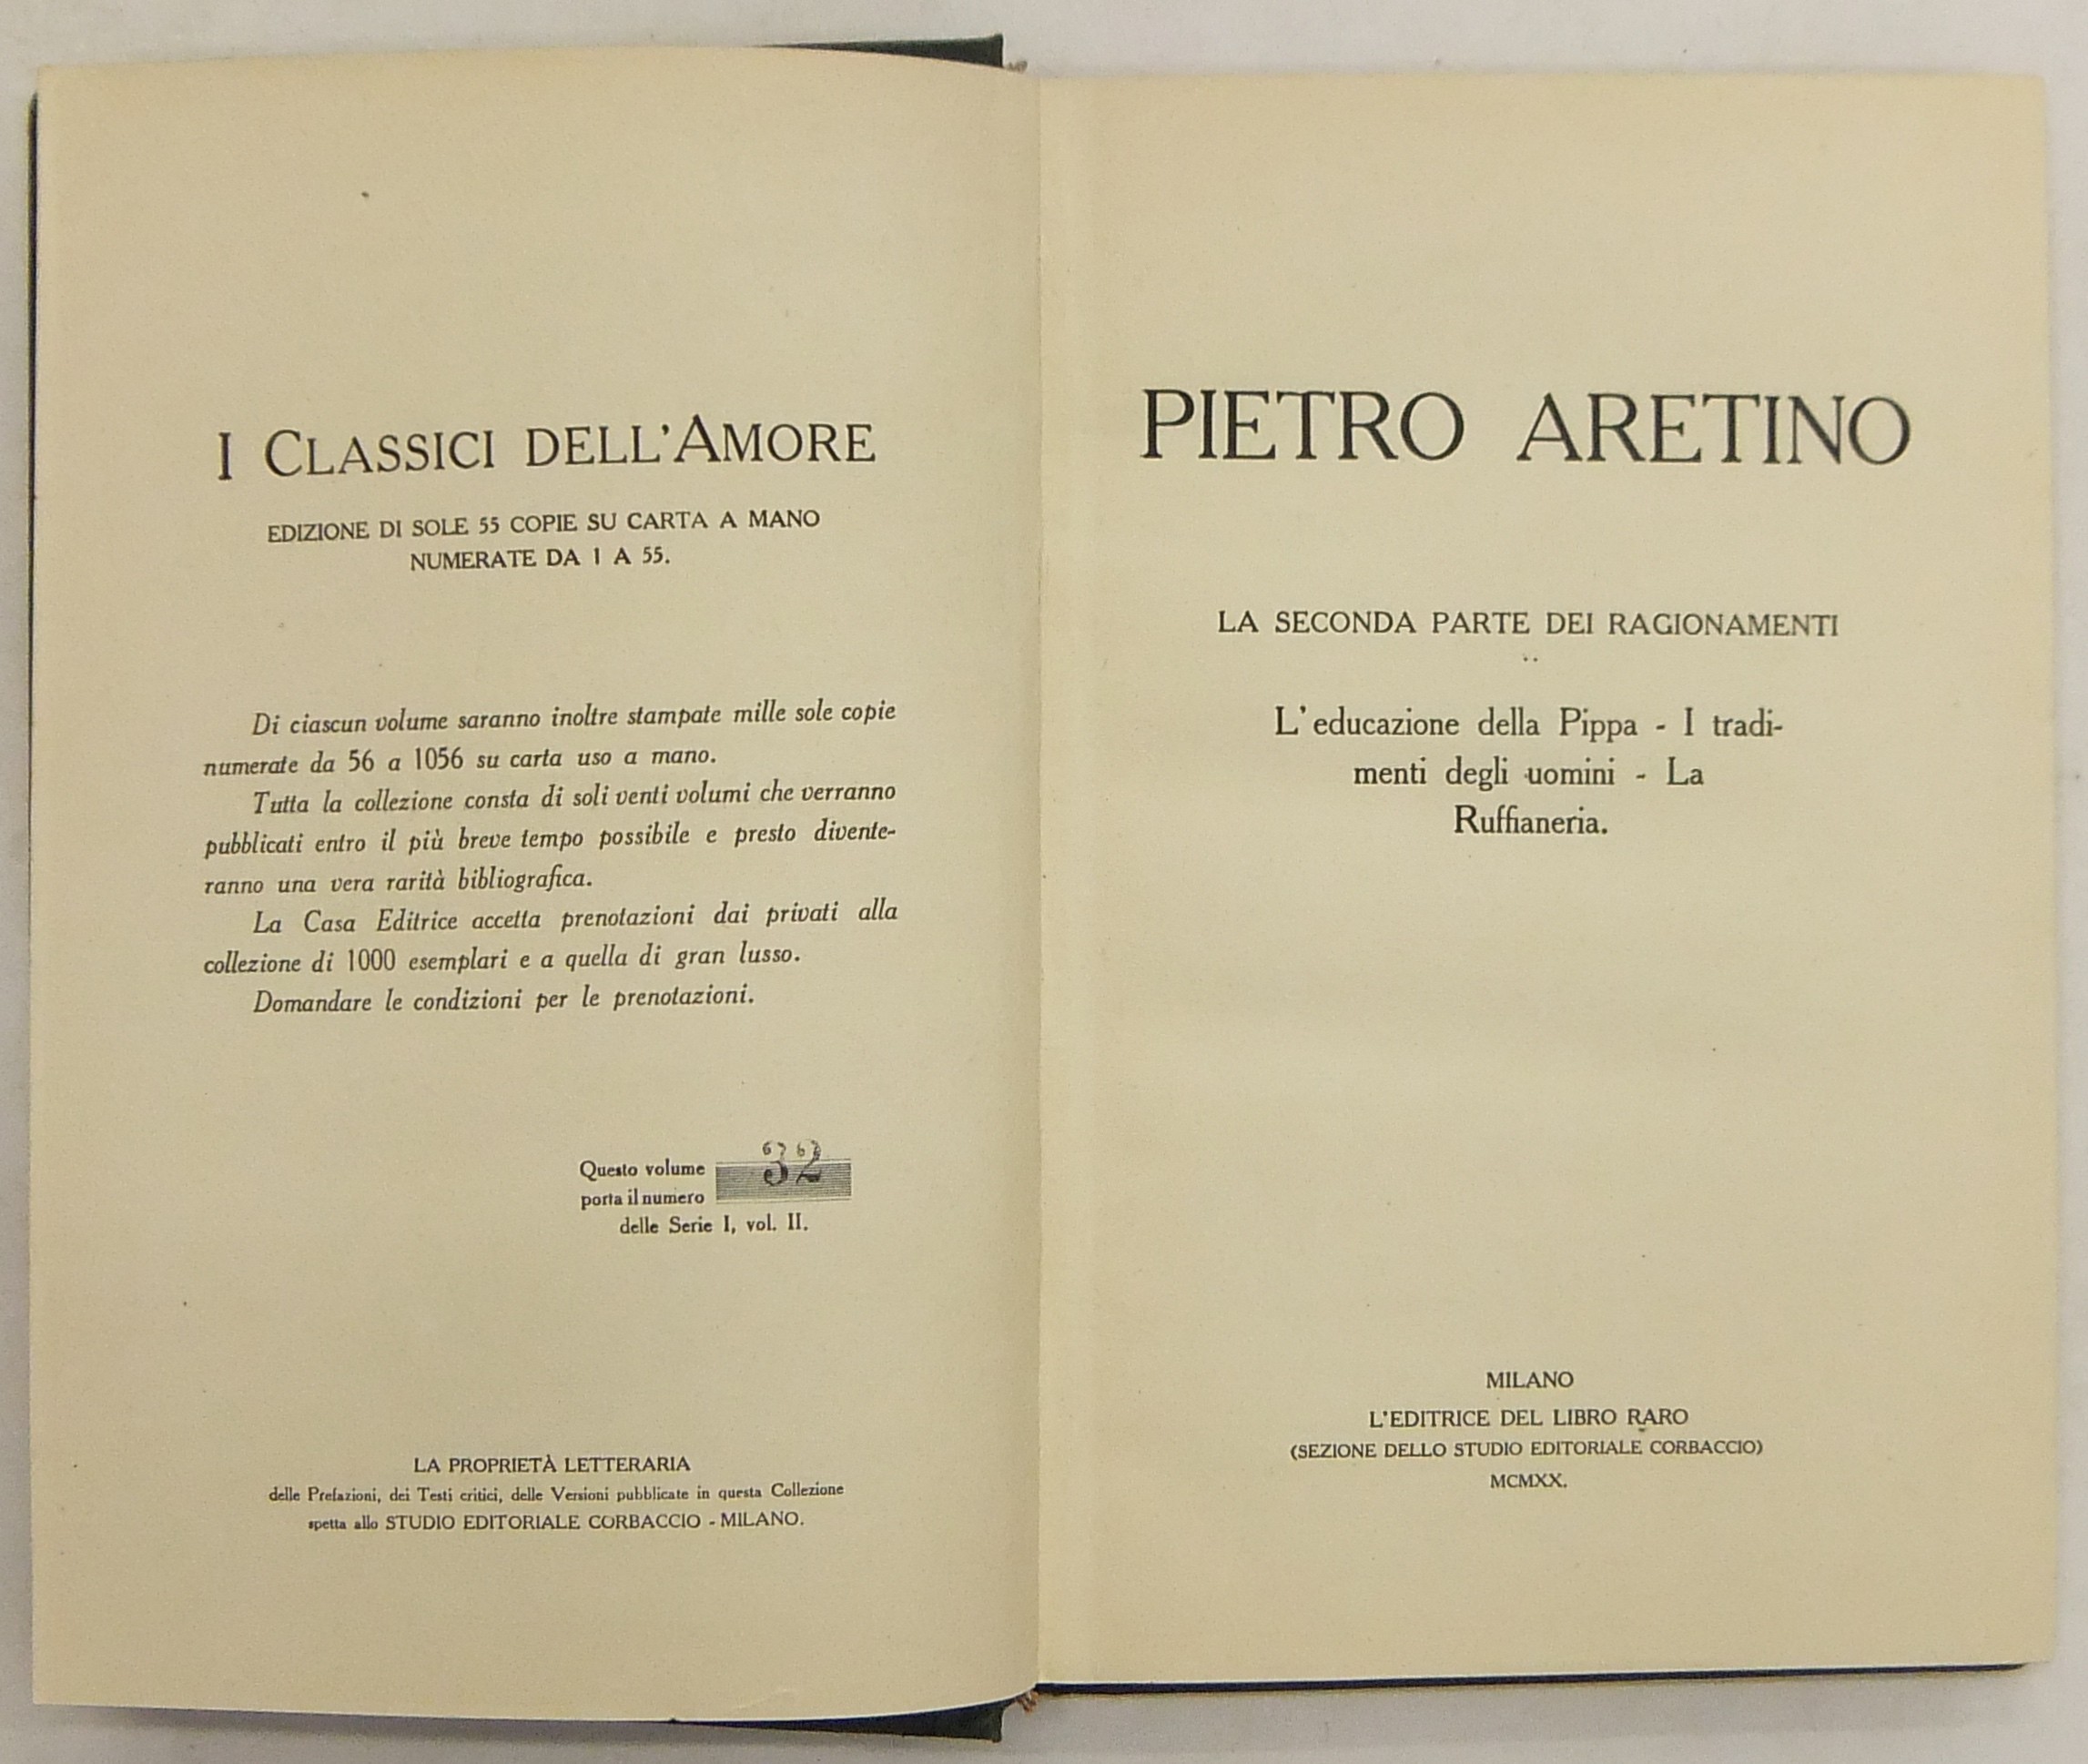 I CLASSICI DELL'AMORE
EDIZIONE DI SOLE 55 COPIE SU CARTA A MANO
NUMERATE DA 1 A 55.
Di ciascun volume saranno inoltre stampate mille sole copie
numerate da 56 a 1056 su carta uso a mano.
Tutta la collezione consta di soli venti volumi che verranno
pubblicati entro il più breve tempo possibile e presto divente-
ranno una vera rarità bibliografica.
La Casa Editrice accetta prenotazioni dai privati alla
collezione di 1000 esemplari e a quella di gran lusso.
Domandare le condizioni per le prenotazioni.
Questo volume
porta il numero 32
delle Serie I, vol. II.
LA PROPRIETÀ LETTERARIA
delle Prefazioni, dei Testi critici, delle Versioni pubblicate in questa Collezione
spetta allo STUDIO EDITORIALE CORBACCIO - MILANO.
PIETRO ARETINO
LA SECONDA PARTE DEI RAGIONAMENTI
L'educazione della Pippa - I tradi-
menti degli uomini - La
Ruffianeria.
MILANO
L'EDITRICE DEL LIBRO RARO
(SEZIONE DELLO STUDIO EDITORIALE CORBACCIO)
MCMXX.